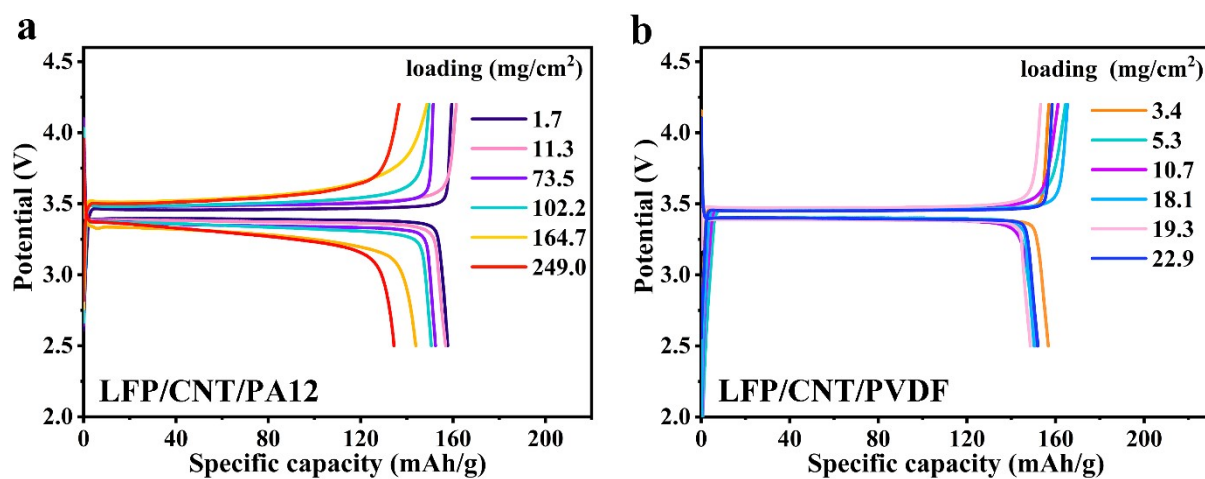 a
4.5
4.0
3.5
3.0
2.5
2.0
Potential (V)
loading (mg/cm²)
1.7
11.3
73.5
102.2
164.7
249.0
LFP/CNT/PA12
0 40 80 120 160 200
Specific capacity (mAh/g)
b
4.5
4.0
3.5
3.0
2.5
2.0
Potential (V )
loading (mg/cm²)
3.4
5.3
10.7
18.1
19.3
22.9
LFP/CNT/PVDF
0 40 80 120 160 200
Specific capacity (mAh/g)